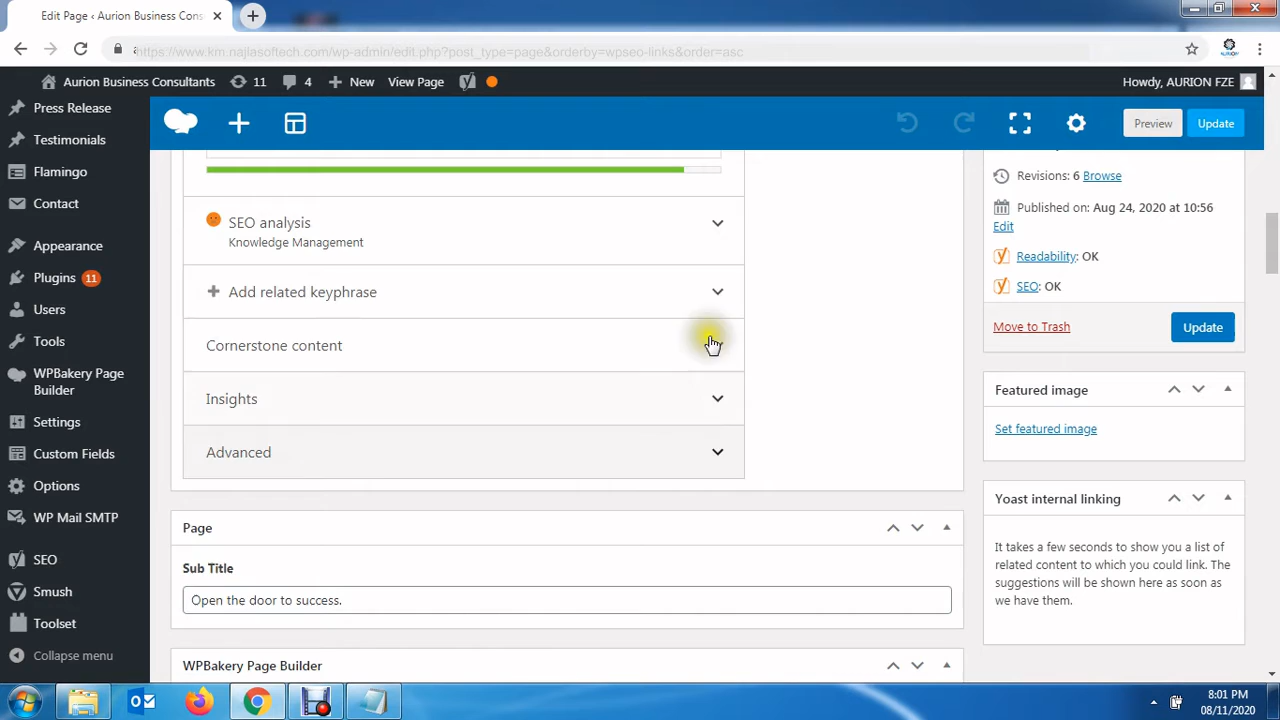 Edit Page ‹ Aurion Business Cons
https://www.km.najlasoftech.com/wp-admin/edit.php?post_type=page&orderby=wpseo-links&order=asc
Aurion Business Consultants
11
4
New
View Page
Howdy, AURION FZE
Press Release
Testimonials
Flamingo
Contact
Appearance
Plugins 11
Users
Tools
WPBakery Page
Builder
Settings
Custom Fields
Options
WP Mail SMTP
SEO
Smush
Toolset
Collapse menu
Preview
Update
SEO analysis
Knowledge Management
Add related keyphrase
Cornerstone content
Insights
Advanced
Page
Sub Title
Open the door to success.
WPBakery Page Builder
Revisions: 6 Browse
Published on: Aug 24, 2020 at 10:56
Edit
Readability: OK
SEO: OK
Move to Trash
Update
Featured image
Set featured image
Yoast internal linking
It takes a few seconds to show you a list of
related content to which you could link. The
suggestions will be shown here as soon as
we have them.
8:01 PM
08/11/2020